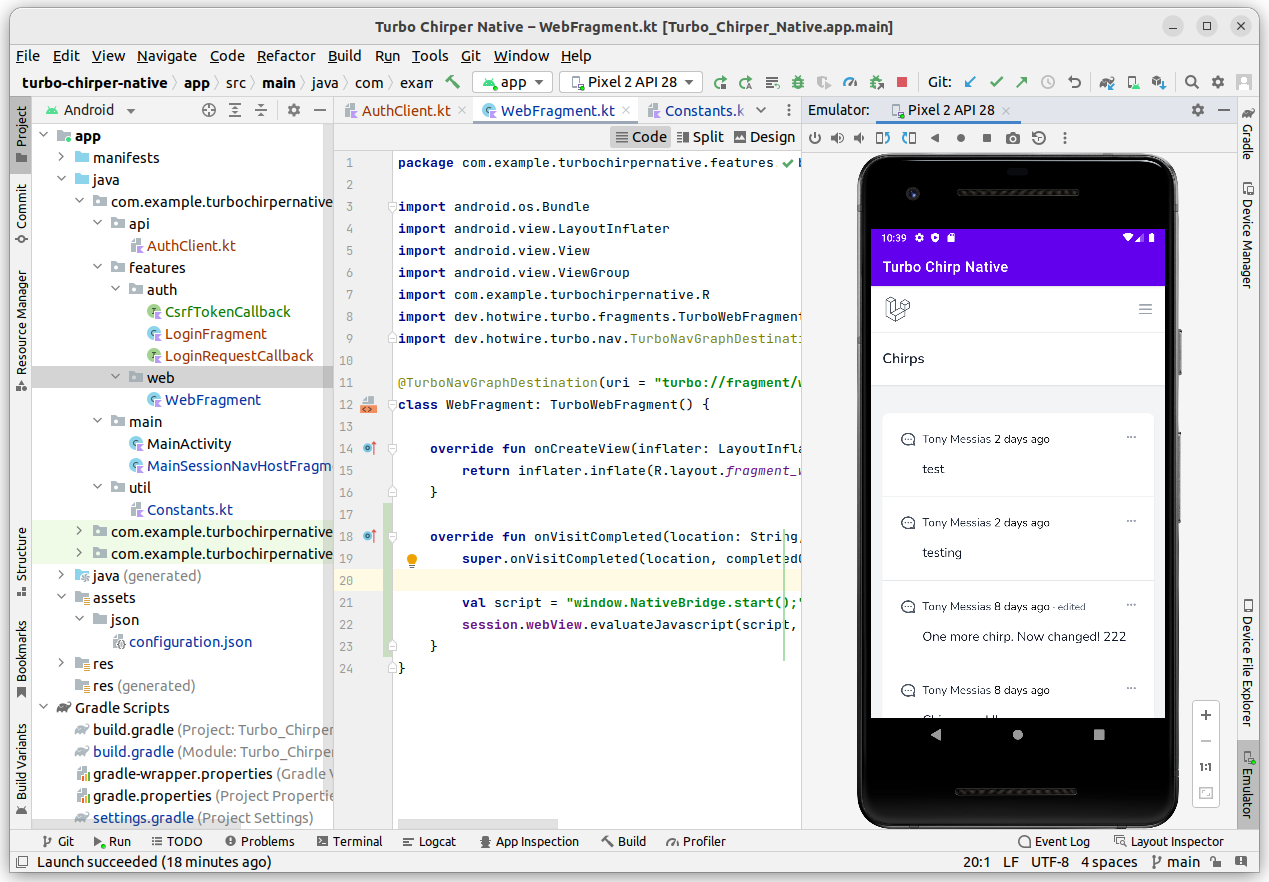 Turbo Chirper Native – WebFragment.kt [Turbo_Chirper_Native.app.main]
File Edit View Navigate Code Refactor Build Run Tools Git Window Help
turbo-chirper-native app src main java com exam app Pixel 2 API 28 Git:
Project
Commit
Resource Manager
Structure
Bookmarks
Build Variants
Android
app
manifests
java
com.example.turbochirpernative
api
AuthClient.kt
features
auth
CsrfTokenCallback
LoginFragment
LoginRequestCallback
web
WebFragment
main
MainActivity
MainSessionNavHostFragm
util
Constants.kt
com.example.turbochirpernative
com.example.turbochirpernative
java (generated)
assets
json
configuration.json
res
res (generated)
Gradle Scripts
build.gradle (Project: Turbo_Chirper
build.gradle (Module: Turbo_Chirper
gradle-wrapper.properties (Gradle V
gradle.properties (Project Propertie
settings.gradle (Project Settings)
AuthClient.kt WebFragment.kt Constants.k
Code Split Design
1 package com.example.turbochirpernative.features
2
3 import android.os.Bundle
4 import android.view.LayoutInflater
5 import android.view.View
6 import android.view.ViewGroup
7 import com.example.turbochirpernative.R
8 import dev.hotwire.turbo.fragments.TurboWebFragment
9 import dev.hotwire.turbo.nav.TurboNavGraphDestinati
10
11 @TurboNavGraphDestination(uri = "turbo://fragment/w
12 class WebFragment: TurboWebFragment() {
13
14 override fun onCreateView(inflater: LayoutInfla
15 return inflater.inflate(R.layout.fragment_w
16 }
17
18 override fun onVisitCompleted(location: String,
19 super.onVisitCompleted(location, completedO
20
21 val script = "window.NativeBridge.start();"
22 session.webView.evaluateJavascript(script,
23 }
24 }
Emulator: Pixel 2 API 28
10:39
Turbo Chirp Native
Chirps
Tony Messias 2 days ago
test
Tony Messias 2 days ago
testing
Tony Messias 8 days ago · edited
One more chirp. Now changed! 222
Tony Messias 8 days ago
1:1
Gradle
Device Manager
Device File Explorer
Emulator
Git Run TODO Problems Terminal Logcat App Inspection Build Profiler Event Log Layout Inspector
Launch succeeded (18 minutes ago) 20:1 LF UTF-8 4 spaces main